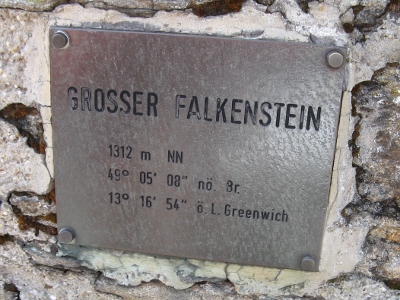 GROSSER FALKENSTEIN
1312 m NN
49° 05' 08" nö. Br.
13° 16' 54" ö. L. Greenwich